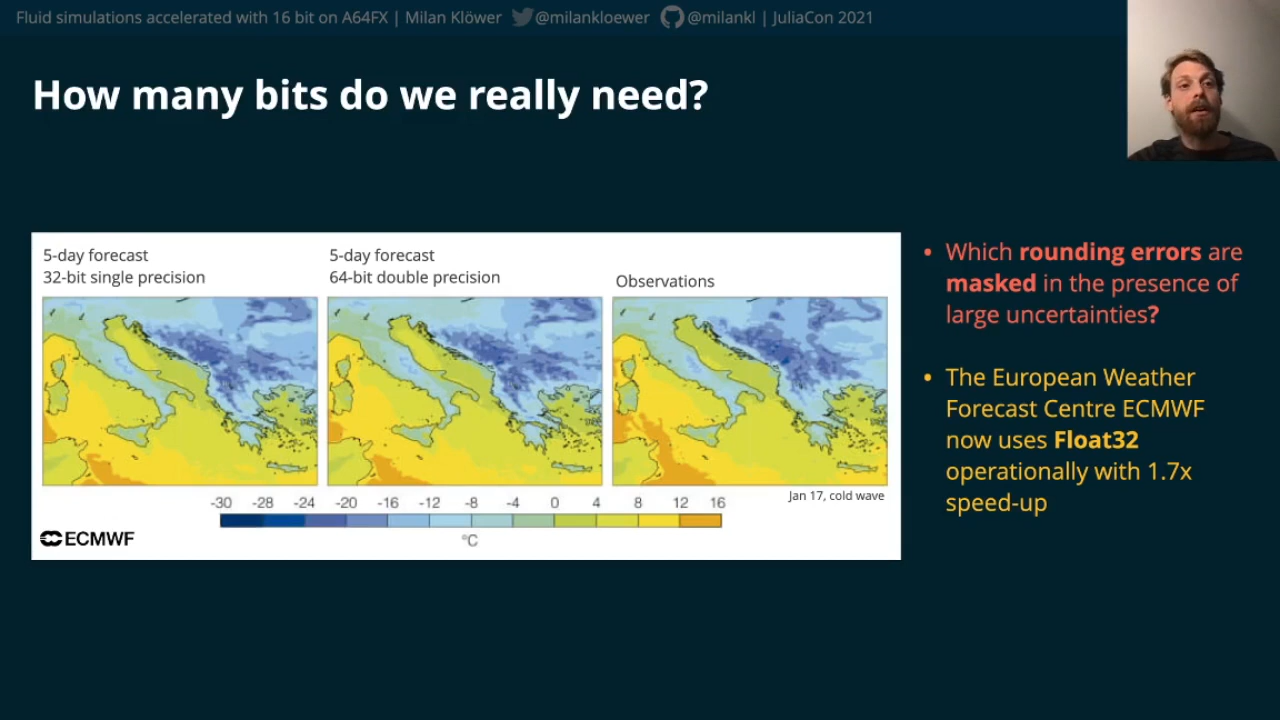 Fluid simulations accelerated with 16 bit on A64FX | Milan Klöwer @milankloewer @milankl | JuliaCon 2021
How many bits do we really need?
5-day forecast
32-bit single precision
5-day forecast
64-bit double precision
Observations
Jan 17, cold wave
-30 -28 -24 -20 -16 -12 -8 -4 0 4 8 12 16
°C
ECMWF
• Which rounding errors are
masked in the presence of
large uncertainties?
• The European Weather
Forecast Centre ECMWF
now uses Float32
operationally with 1.7x
speed-up